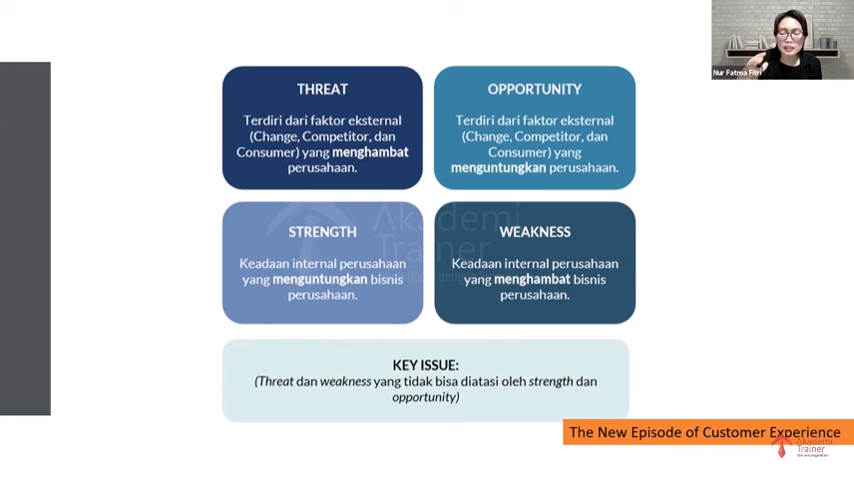 Nur Fatma Fitri
THREAT
Terdiri dari faktor eksternal
(Change, Competitor, dan
Consumer) yang menghambat
perusahaan.
OPPORTUNITY
Terdiri dari faktor eksternal
(Change, Competitor, dan
Consumer) yang
menguntungkan perusahaan.
STRENGTH
Keadaan internal perusahaan
yang menguntungkan bisnis
perusahaan.
WEAKNESS
Keadaan internal perusahaan
yang menghambat bisnis
perusahaan.
Akademi
Trainer
KEY ISSUE:
(Threat dan weakness yang tidak bisa diatasi oleh strength dan
opportunity)
The New Episode of Customer Experience
Akademi
Trainer